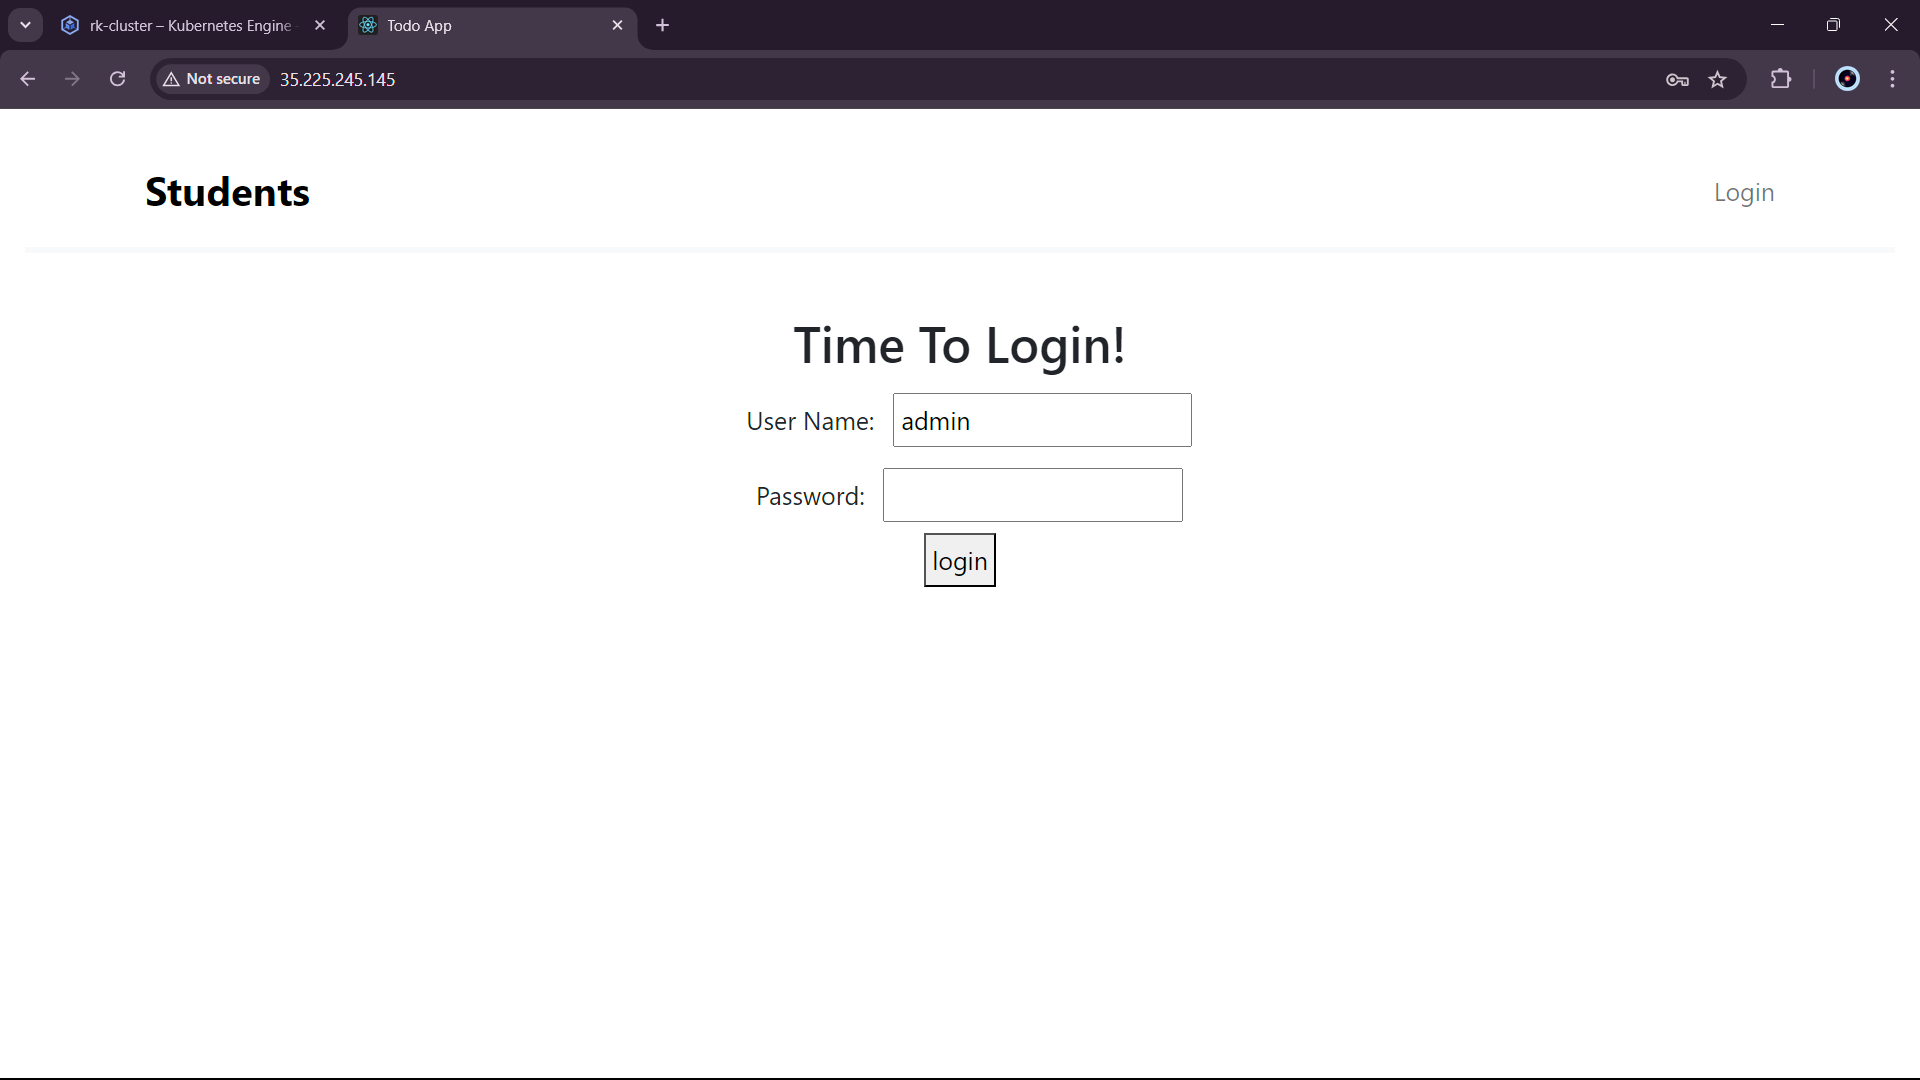 rk-cluster – Kubernetes Engine
Todo App
Not secure
35.225.245.145
Students
Login
Time To Login!
User Name: admin
Password:
login